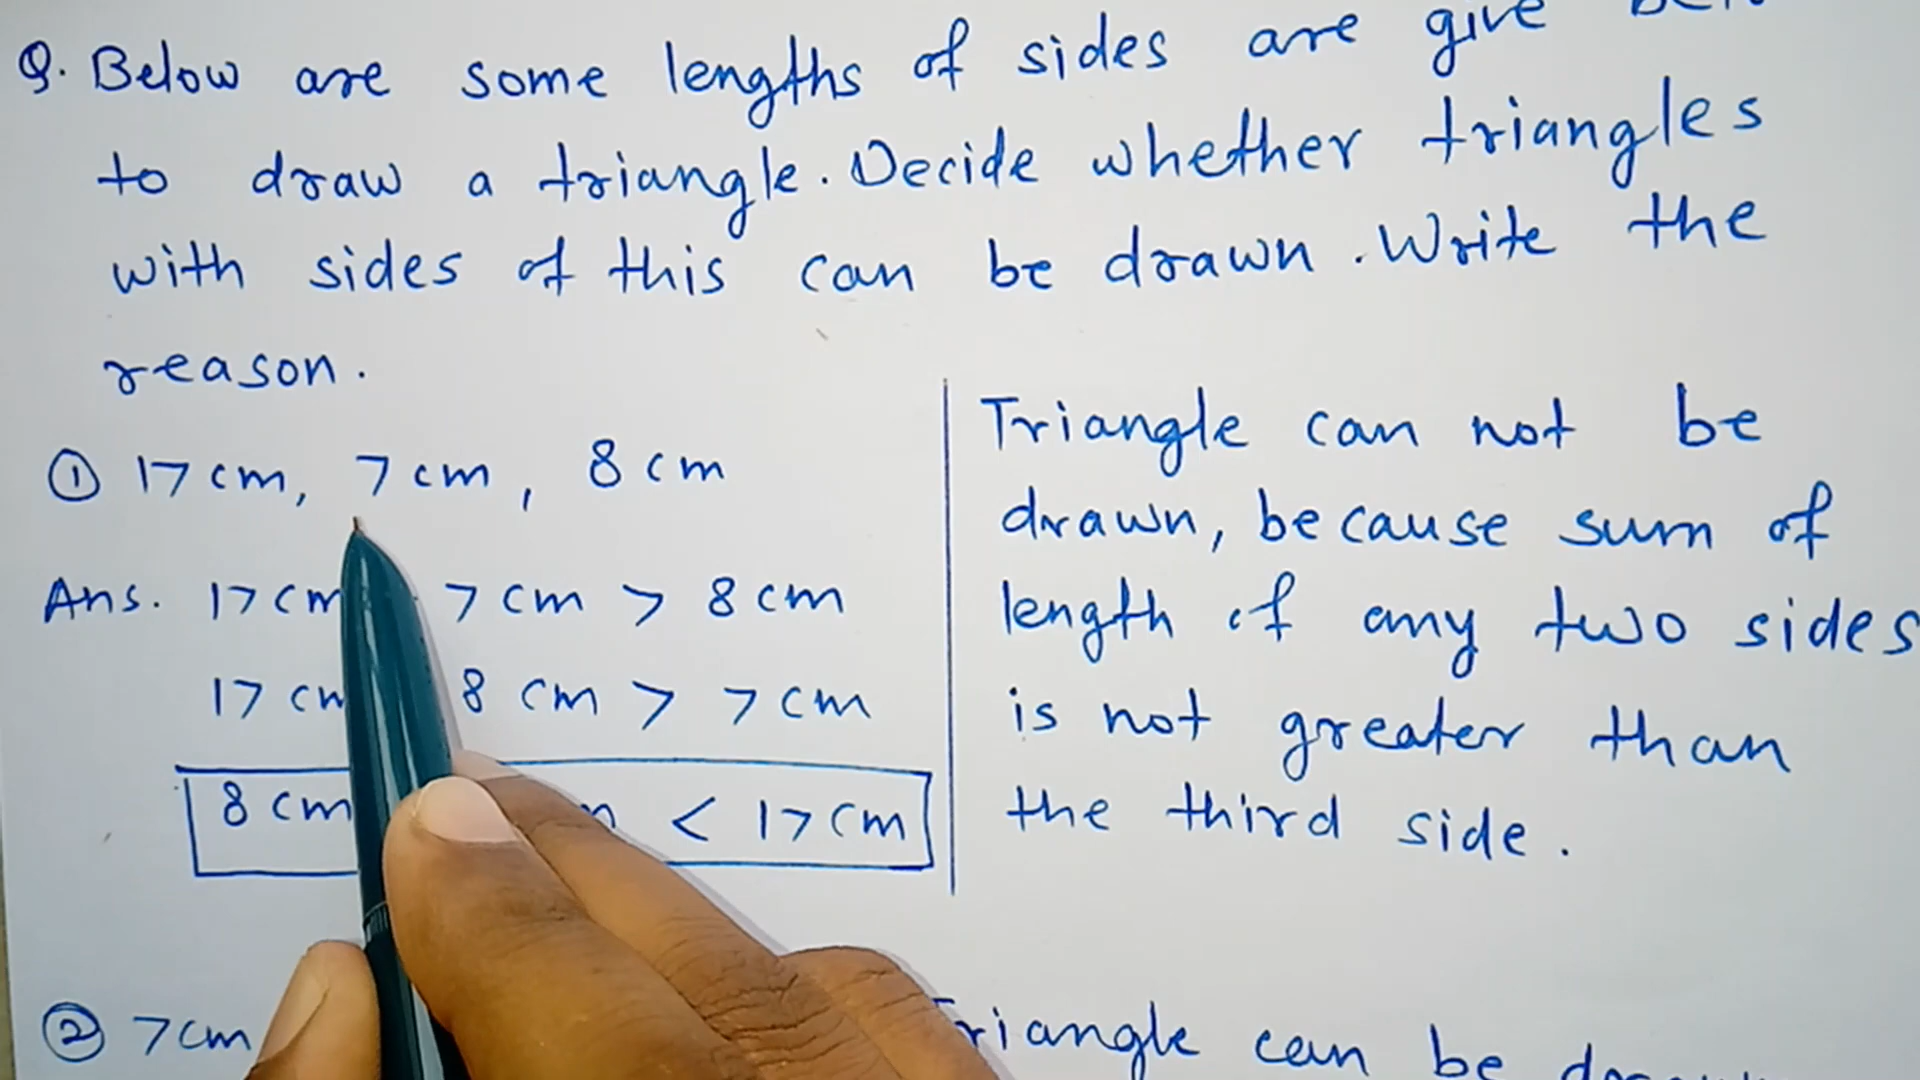 Q. Below are some lengths of sides are give
to draw a triangle. Decide whether triangles
with sides of this can be drawn. Write the
reason.
① 17 cm, 7 cm, 8 cm
Ans. 17 cm 7 cm > 8 cm
17 cm 8 cm > 7 cm
8 cm < 17 cm
Triangle can not be
drawn, because sum of
length of any two sides
is not greater than
the third side.
② 7 cm
Triangle can be